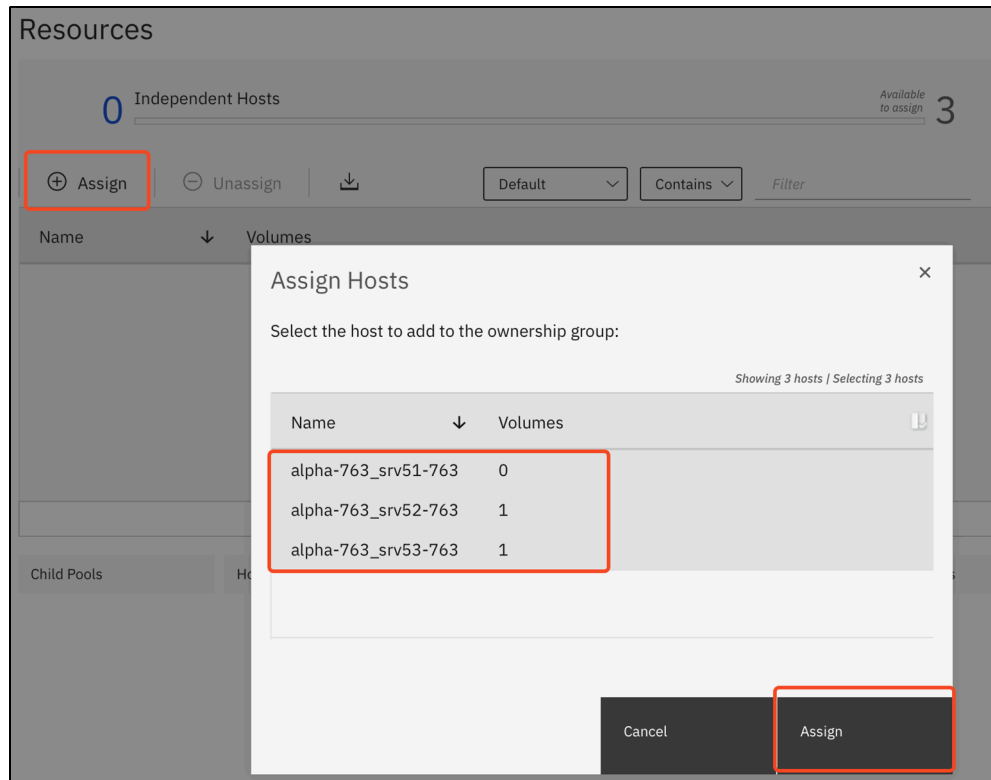 Resources
0 Independent Hosts Available to assign 3
Assign Unassign Default Contains Filter
Name Volumes
Assign Hosts
Select the host to add to the ownership group:
Showing 3 hosts | Selecting 3 hosts
Name Volumes
alpha-763_srv51-763 0
alpha-763_srv52-763 1
alpha-763_srv53-763 1
Child Pools
Cancel Assign